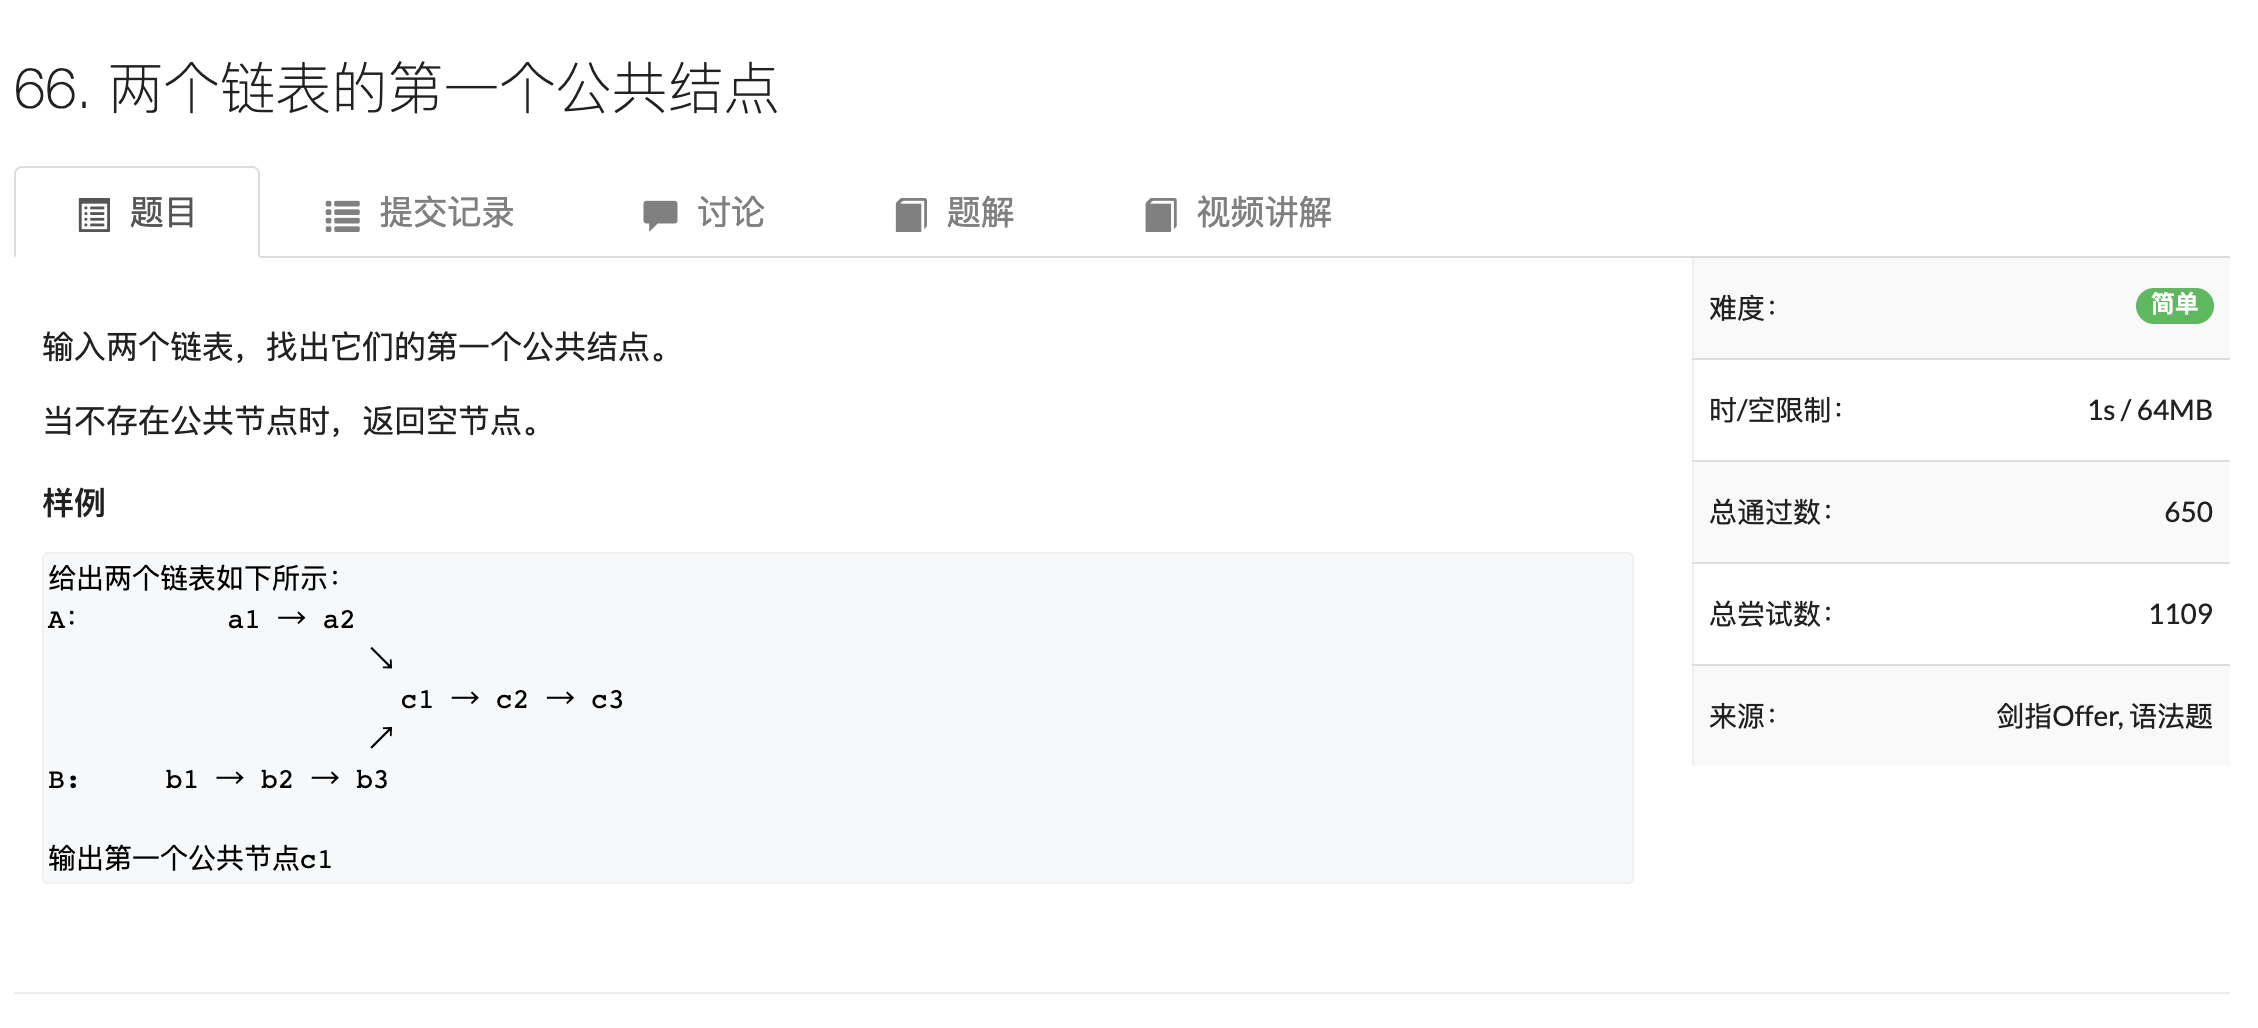 66. 两个链表的第一个公共结点
题目 提交记录 讨论 题解 视频讲解
输入两个链表，找出它们的第一个公共结点。
当不存在公共节点时，返回空节点。
样例
给出两个链表如下所示：
A：        a1 → a2
                   ↘
                     c1 → c2 → c3
                   ↗
B:     b1 → b2 → b3
输出第一个公共节点c1
难度： 简单
时/空限制： 1s / 64MB
总通过数： 650
总尝试数： 1109
来源： 剑指Offer, 语法题